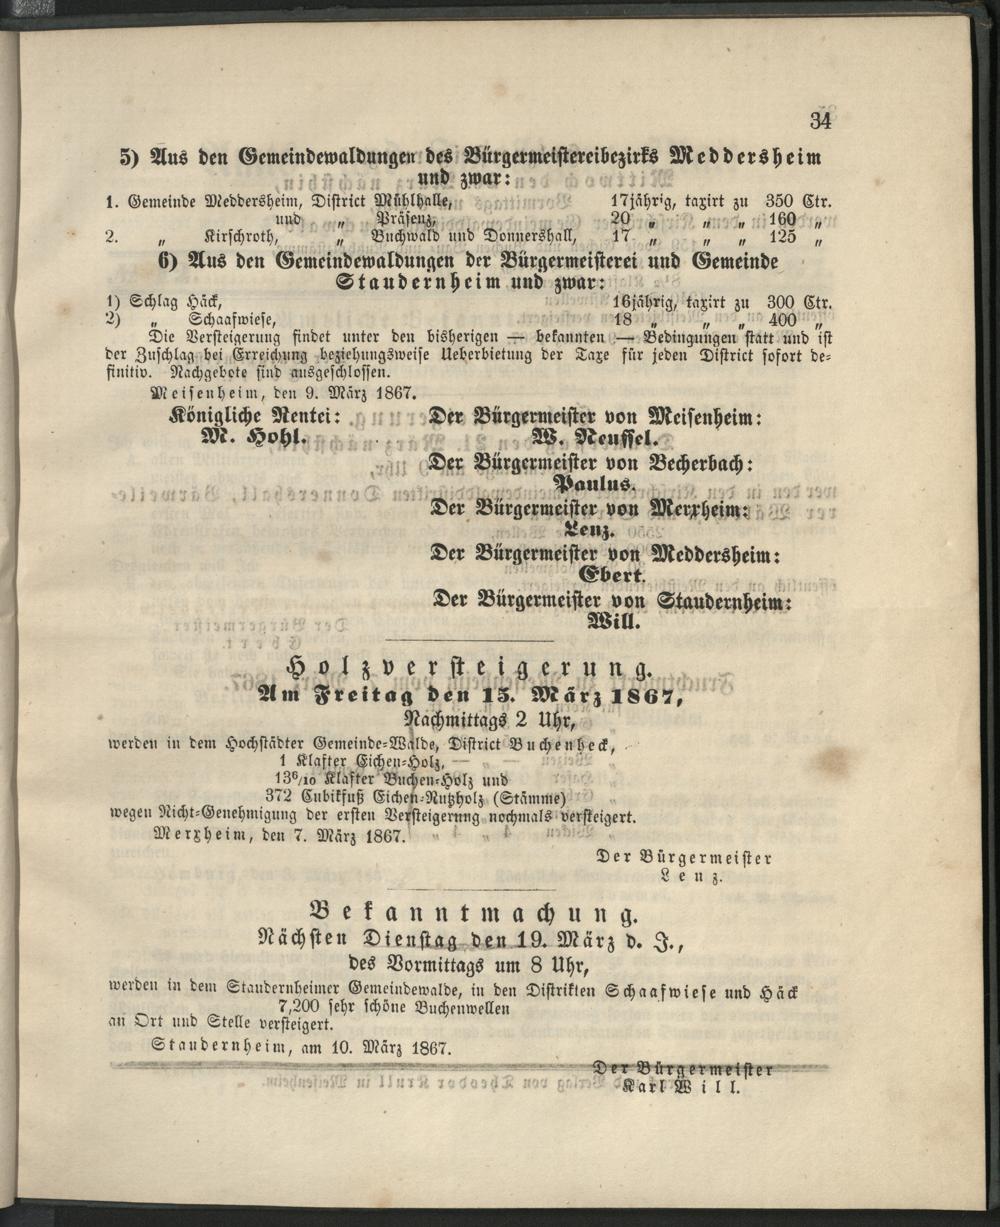 34
5) Aus den Gemeindewaldungen des Bürgermeistereibezirks Meddersheim
und zwar:
1. Gemeinde Meddersheim, District Mühlhalle, 17jährig, taxirt zu 350 Ctr.
und „ Präsenz, 20 „ „ „ 160 „
2. „ Kirschroth, „ Buchwald und Donnershall, 17 „ „ „ 125 „
6) Aus den Gemeindewaldungen der Bürgermeisterei und Gemeinde
Staudernheim und zwar:
1) Schlag Häck, 16jährig, taxirt zu 300 Ctr.
2) „ Schaafwiese, 18 „ „ „ 400 „
Die Versteigerung findet unter den bisherigen — bekannten — Bedingungen statt und ist
der Zuschlag bei Erreichung beziehungsweise Ueberbietung der Taxe für jeden District sofort de-
finitiv. Nachgebote sind ausgeschlossen.
Meisenheim, den 9. März 1867.
Königliche Rentei: Der Bürgermeister von Meisenheim:
M. Hohl. W. Neussel.
Der Bürgermeister von Becherbach:
Paulus.
Der Bürgermeister von Merxheim:
Lenz.
Der Bürgermeister von Meddersheim:
Ebert.
Der Bürgermeister von Staudernheim:
Will.
Holzversteigerung.
Am Freitag den 15. März 1867,
Nachmittags 2 Uhr,
werden in dem Hochstädter Gemeinde-Walde, District Buchenheck,
1 Klafter Eichen-Holz,
13 6/10 Klafter Buchen-Holz und
372 Cubikfuß Eichen-Nutzholz (Stämme)
wegen Nicht-Genehmigung der ersten Versteigerung nochmals versteigert.
Merxheim, den 7. März 1867.
Der Bürgermeister
Lenz.
Bekanntmachung.
Nächsten Dienstag den 19. März d. J.,
des Vormittags um 8 Uhr,
werden in dem Staudernheimer Gemeindewalde, in den Distrikten Schaafwiese und Häck
7,200 sehr schöne Buchenwellen
an Ort und Stelle versteigert.
Staudernheim, am 10. März 1867.
Der Bürgermeister
Karl Will.